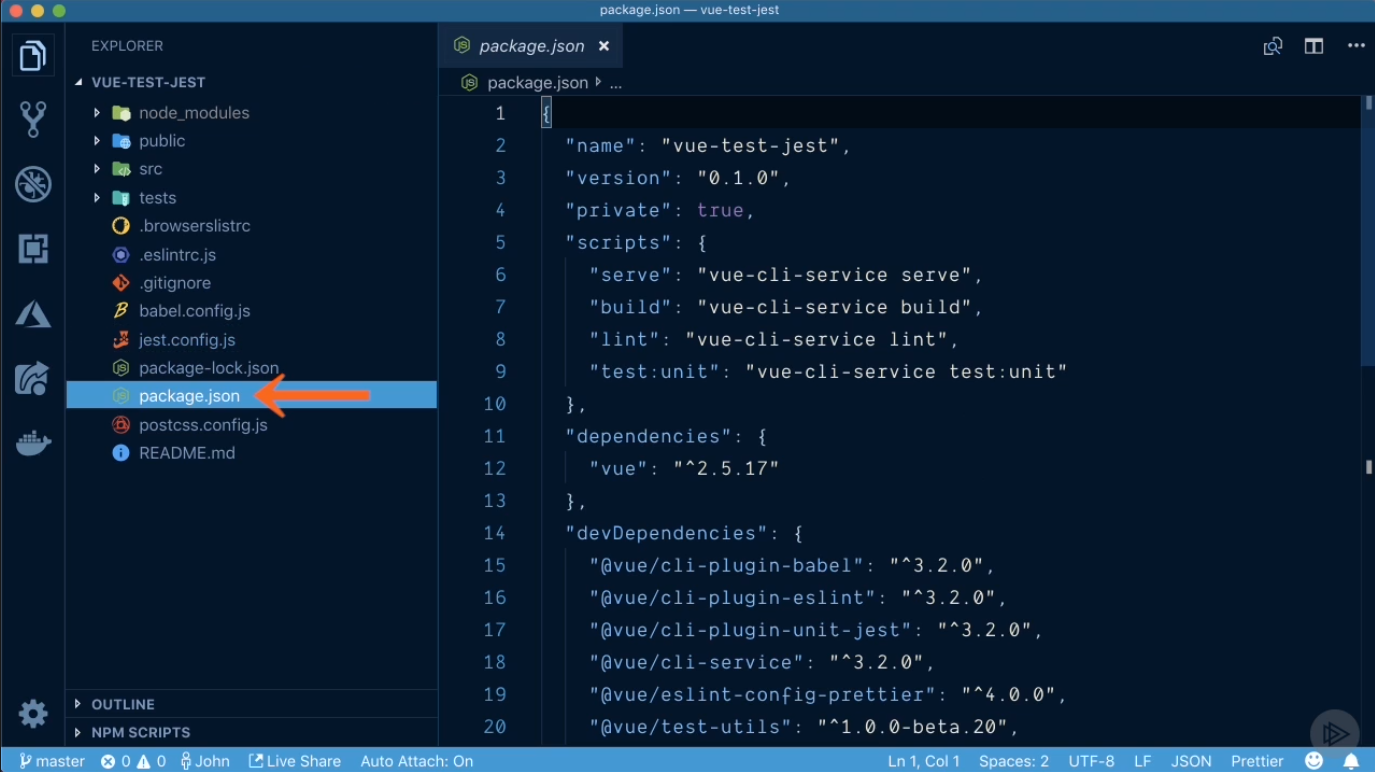 package.json — vue-test-jest
EXPLORER
VUE-TEST-JEST
node_modules
public
src
tests
.browserslistrc
.eslintrc.js
.gitignore
babel.config.js
jest.config.js
package-lock.json
package.json
postcss.config.js
README.md
OUTLINE
NPM SCRIPTS
package.json ×
package.json ...
1 {
2 "name": "vue-test-jest",
3 "version": "0.1.0",
4 "private": true,
5 "scripts": {
6 "serve": "vue-cli-service serve",
7 "build": "vue-cli-service build",
8 "lint": "vue-cli-service lint",
9 "test:unit": "vue-cli-service test:unit"
10 },
11 "dependencies": {
12 "vue": "^2.5.17"
13 },
14 "devDependencies": {
15 "@vue/cli-plugin-babel": "^3.2.0",
16 "@vue/cli-plugin-eslint": "^3.2.0",
17 "@vue/cli-plugin-unit-jest": "^3.2.0",
18 "@vue/cli-service": "^3.2.0",
19 "@vue/eslint-config-prettier": "^4.0.0",
20 "@vue/test-utils": "^1.0.0-beta.20",
master 0 0 John Live Share Auto Attach: On Ln 1, Col 1 Spaces: 2 UTF-8 LF JSON Prettier